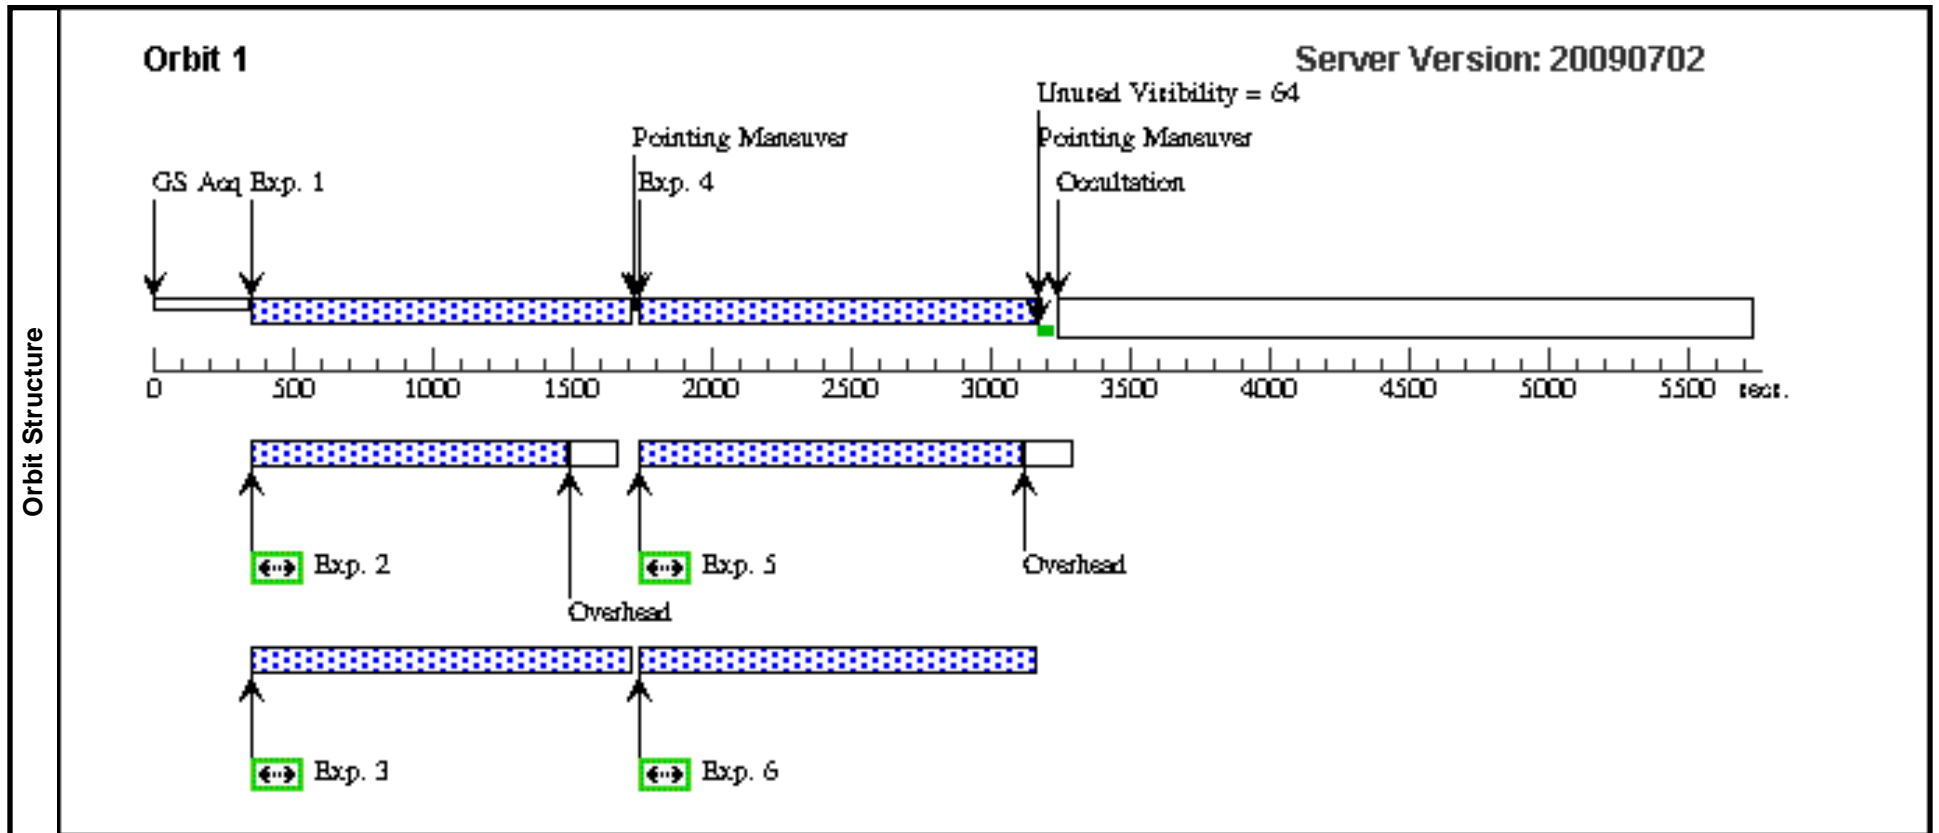 Orbit Structure
Orbit 1
Server Version: 20090702
Unused Visibility = 64
Pointing Maneuver
Pointing Maneuver
GS Acq
Exp. 1
Exp. 4
Occultation
0 500 1000 1500 2000 2500 3000 3500 4000 4500 5000 5500 secs.
Exp. 2
Exp. 5
Overhead
Overhead
Exp. 3
Exp. 6